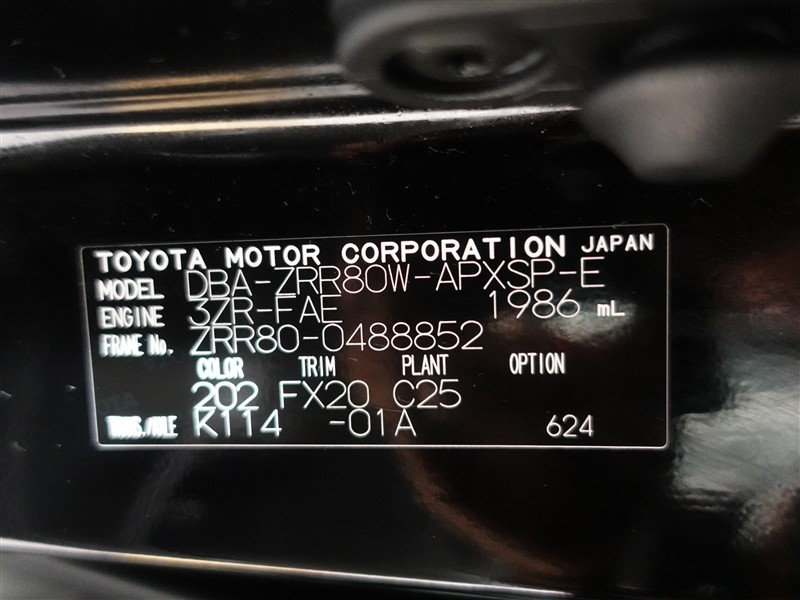 TOYOTA MOTOR CORPORATION JAPAN
MODEL DBA-ZRR80W-APXSP-E
ENGINE 3ZR-FAE 1986 mL
FRAME No. ZRR80-0488852
COLOR TRIM PLANT OPTION
202 FX20 C25
TRANS./AXLE K114 -01A 624